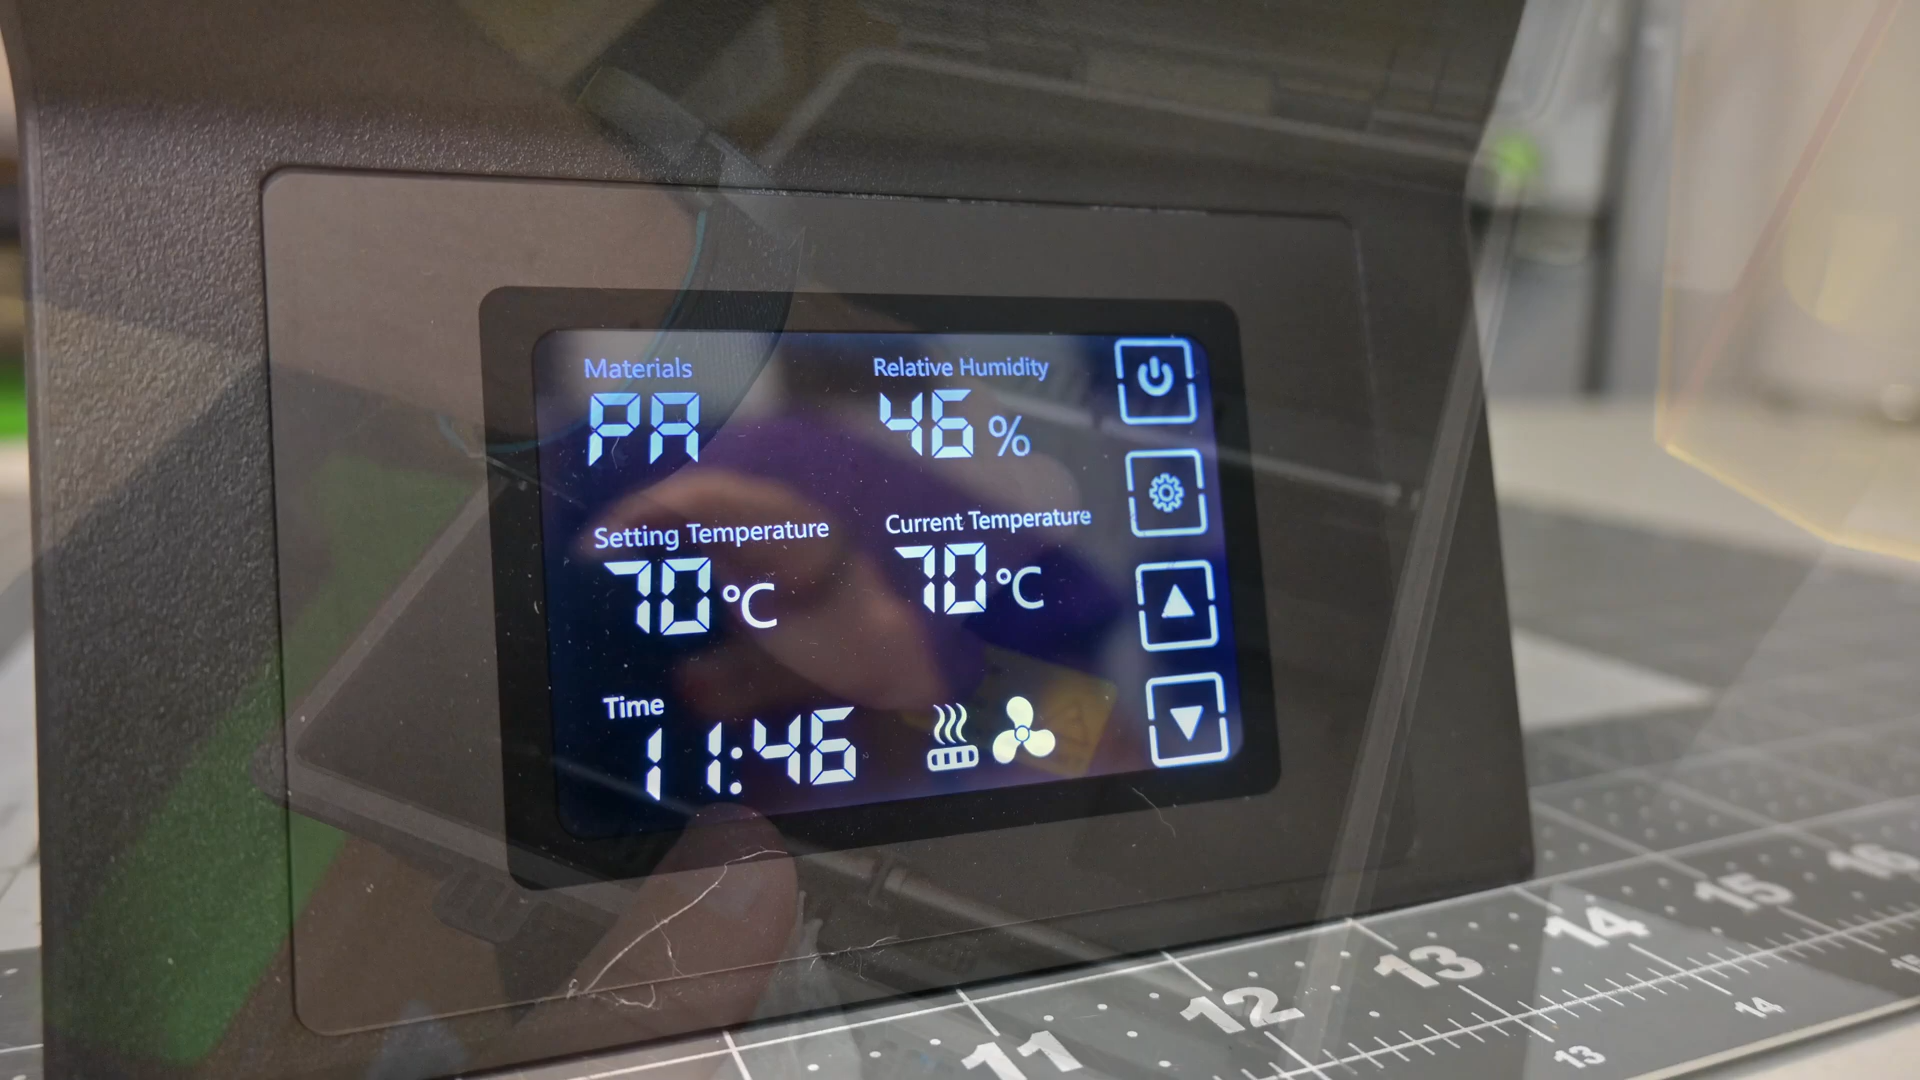 Materials
PA
Relative Humidity
46 %
Setting Temperature
70 °C
Current Temperature
70 °C
Time
11:46
11
12
13
14
15
16
13
14